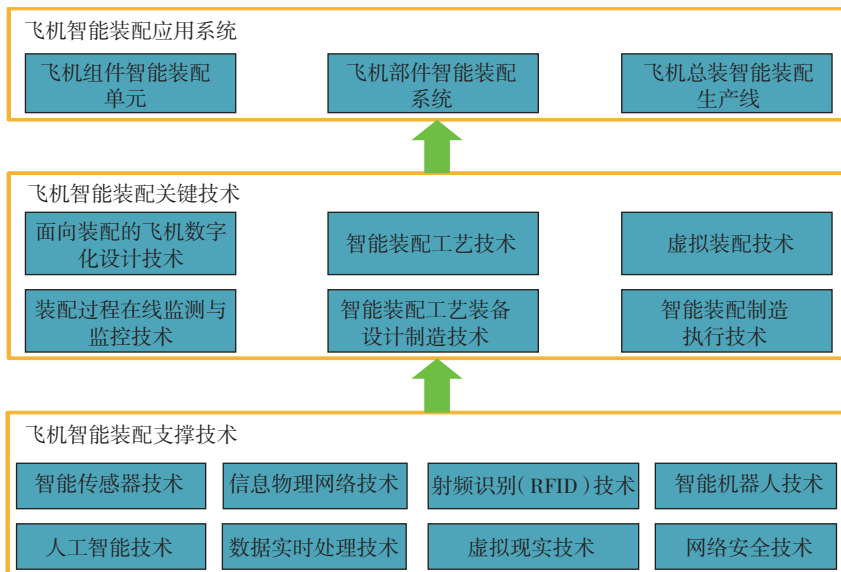 飞机智能装配应用系统
飞机组件智能装配
单元
飞机部件智能装配
系统
飞机总装智能装配
生产线
飞机智能装配关键技术
面向装配的飞机数字
化设计技术
智能装配工艺技术
虚拟装配技术
装配过程在线监测与
监控技术
智能装配工艺装备
设计制造技术
智能装配制造
执行技术
飞机智能装配支撑技术
智能传感器技术
信息物理网络技术
射频识别(RFID)技术
智能机器人技术
人工智能技术
数据实时处理技术
虚拟现实技术
网络安全技术